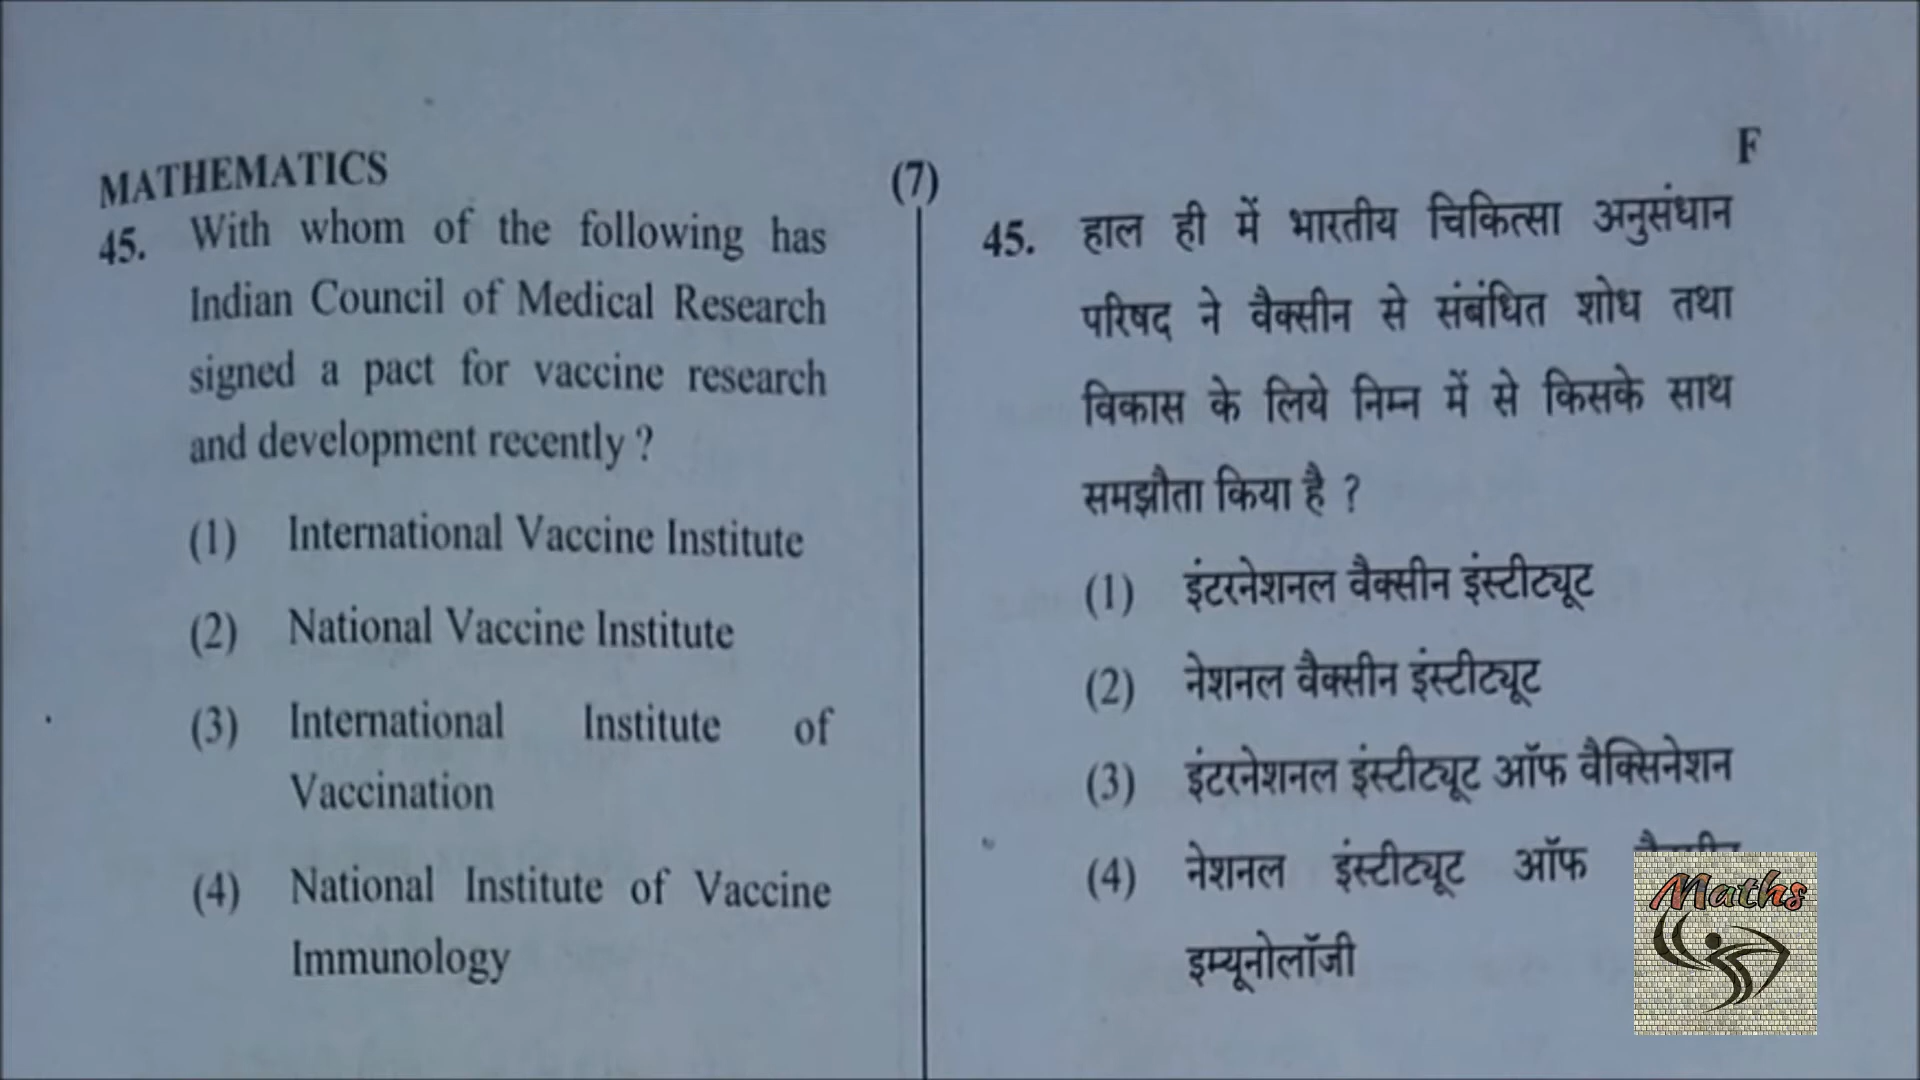 MATHEMATICS
(7)
F
45. With whom of the following has
Indian Council of Medical Research
signed a pact for vaccine research
and development recently ?
(1) International Vaccine Institute
(2) National Vaccine Institute
(3) International Institute of
Vaccination
(4) National Institute of Vaccine
Immunology
45. हाल ही में भारतीय चिकित्सा अनुसंधान
परिषद ने वैक्सीन से संबंधित शोध तथा
विकास के लिये निम्न में से किसके साथ
समझौता किया है ?
(1) इंटरनेशनल वैक्सीन इंस्टीट्यूट
(2) नेशनल वैक्सीन इंस्टीट्यूट
(3) इंटरनेशनल इंस्टीट्यूट ऑफ वैक्सिनेशन
(4) नेशनल इंस्टीट्यूट ऑफ
इम्यूनोलॉजी
Maths